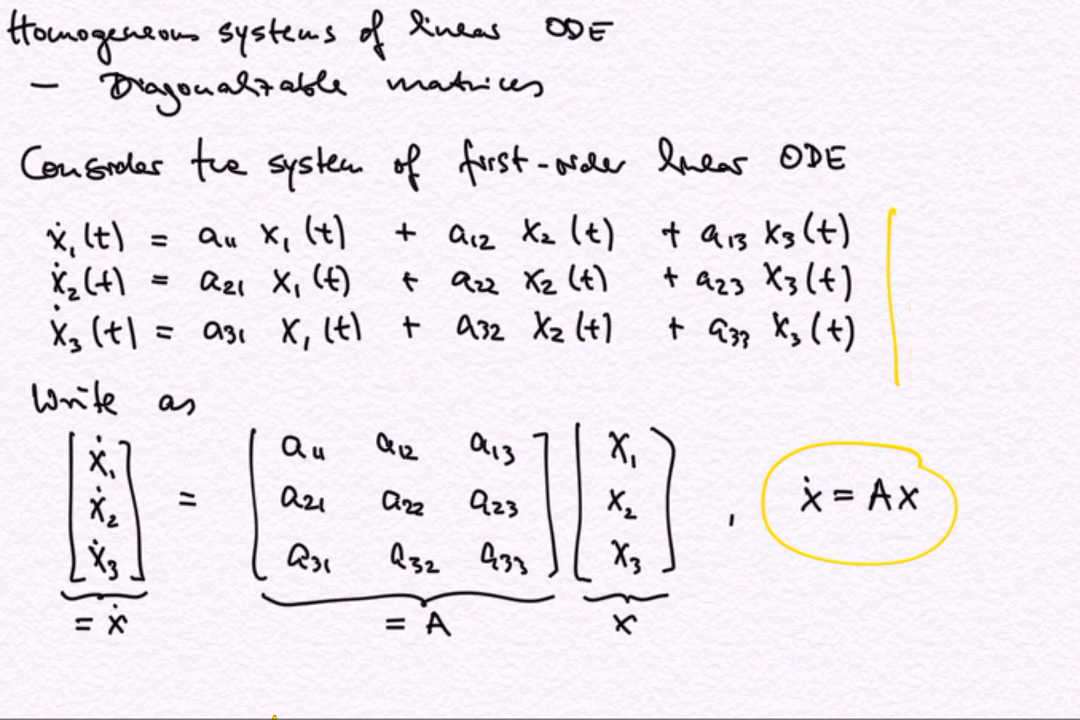 Homogeneous systems of linear ODE
– Diagonalizable matrices
Consider the system of first-order linear ODE
ẋ₁(t) = a₁₁ x₁(t) + a₁₂ x₂(t) + a₁₃ x₃(t)
ẋ₂(t) = a₂₁ x₁(t) + a₂₂ x₂(t) + a₂₃ x₃(t)
ẋ₃(t) = a₃₁ x₁(t) + a₃₂ x₂(t) + a₃₃ x₃(t)
Write as
[ẋ₁] = [a₁₁ a₁₂ a₁₃] [x₁]
[ẋ₂] = [a₂₁ a₂₂ a₂₃] [x₂] , ẋ = Ax
[ẋ₃] [a₃₁ a₃₂ a₃₃] [x₃]
= ẋ = A x